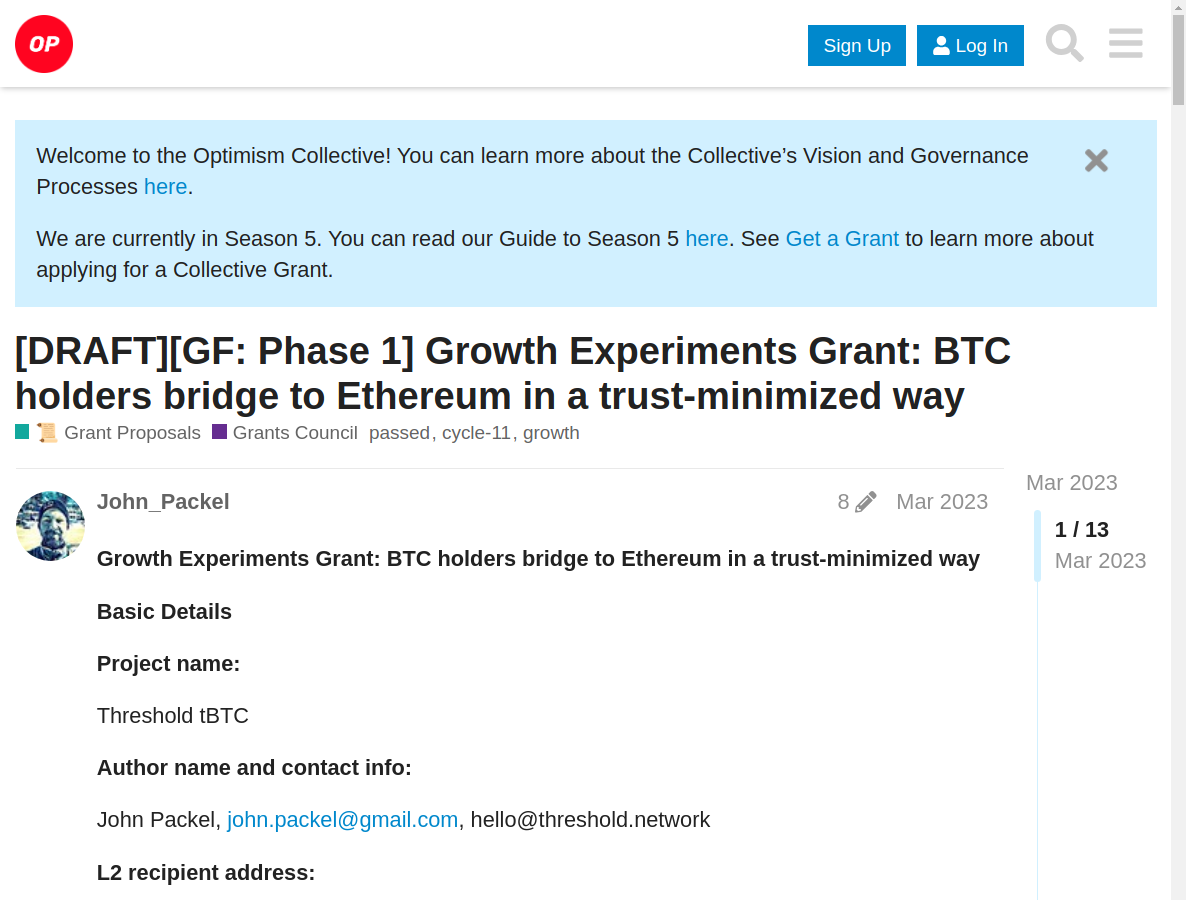 OP
Sign Up
Log In
Welcome to the Optimism Collective! You can learn more about the Collective’s Vision and Governance
Processes here.
We are currently in Season 5. You can read our Guide to Season 5 here. See Get a Grant to learn more about
applying for a Collective Grant.
[DRAFT][GF: Phase 1] Growth Experiments Grant: BTC
holders bridge to Ethereum in a trust-minimized way
📜 Grant Proposals Grants Council passed, cycle-11, growth
Mar 2023
John_Packel 8 Mar 2023
1 / 13
Mar 2023
Growth Experiments Grant: BTC holders bridge to Ethereum in a trust-minimized way
Basic Details
Project name:
Threshold tBTC
Author name and contact info:
John Packel, john.packel@gmail.com, hello@threshold.network
L2 recipient address: